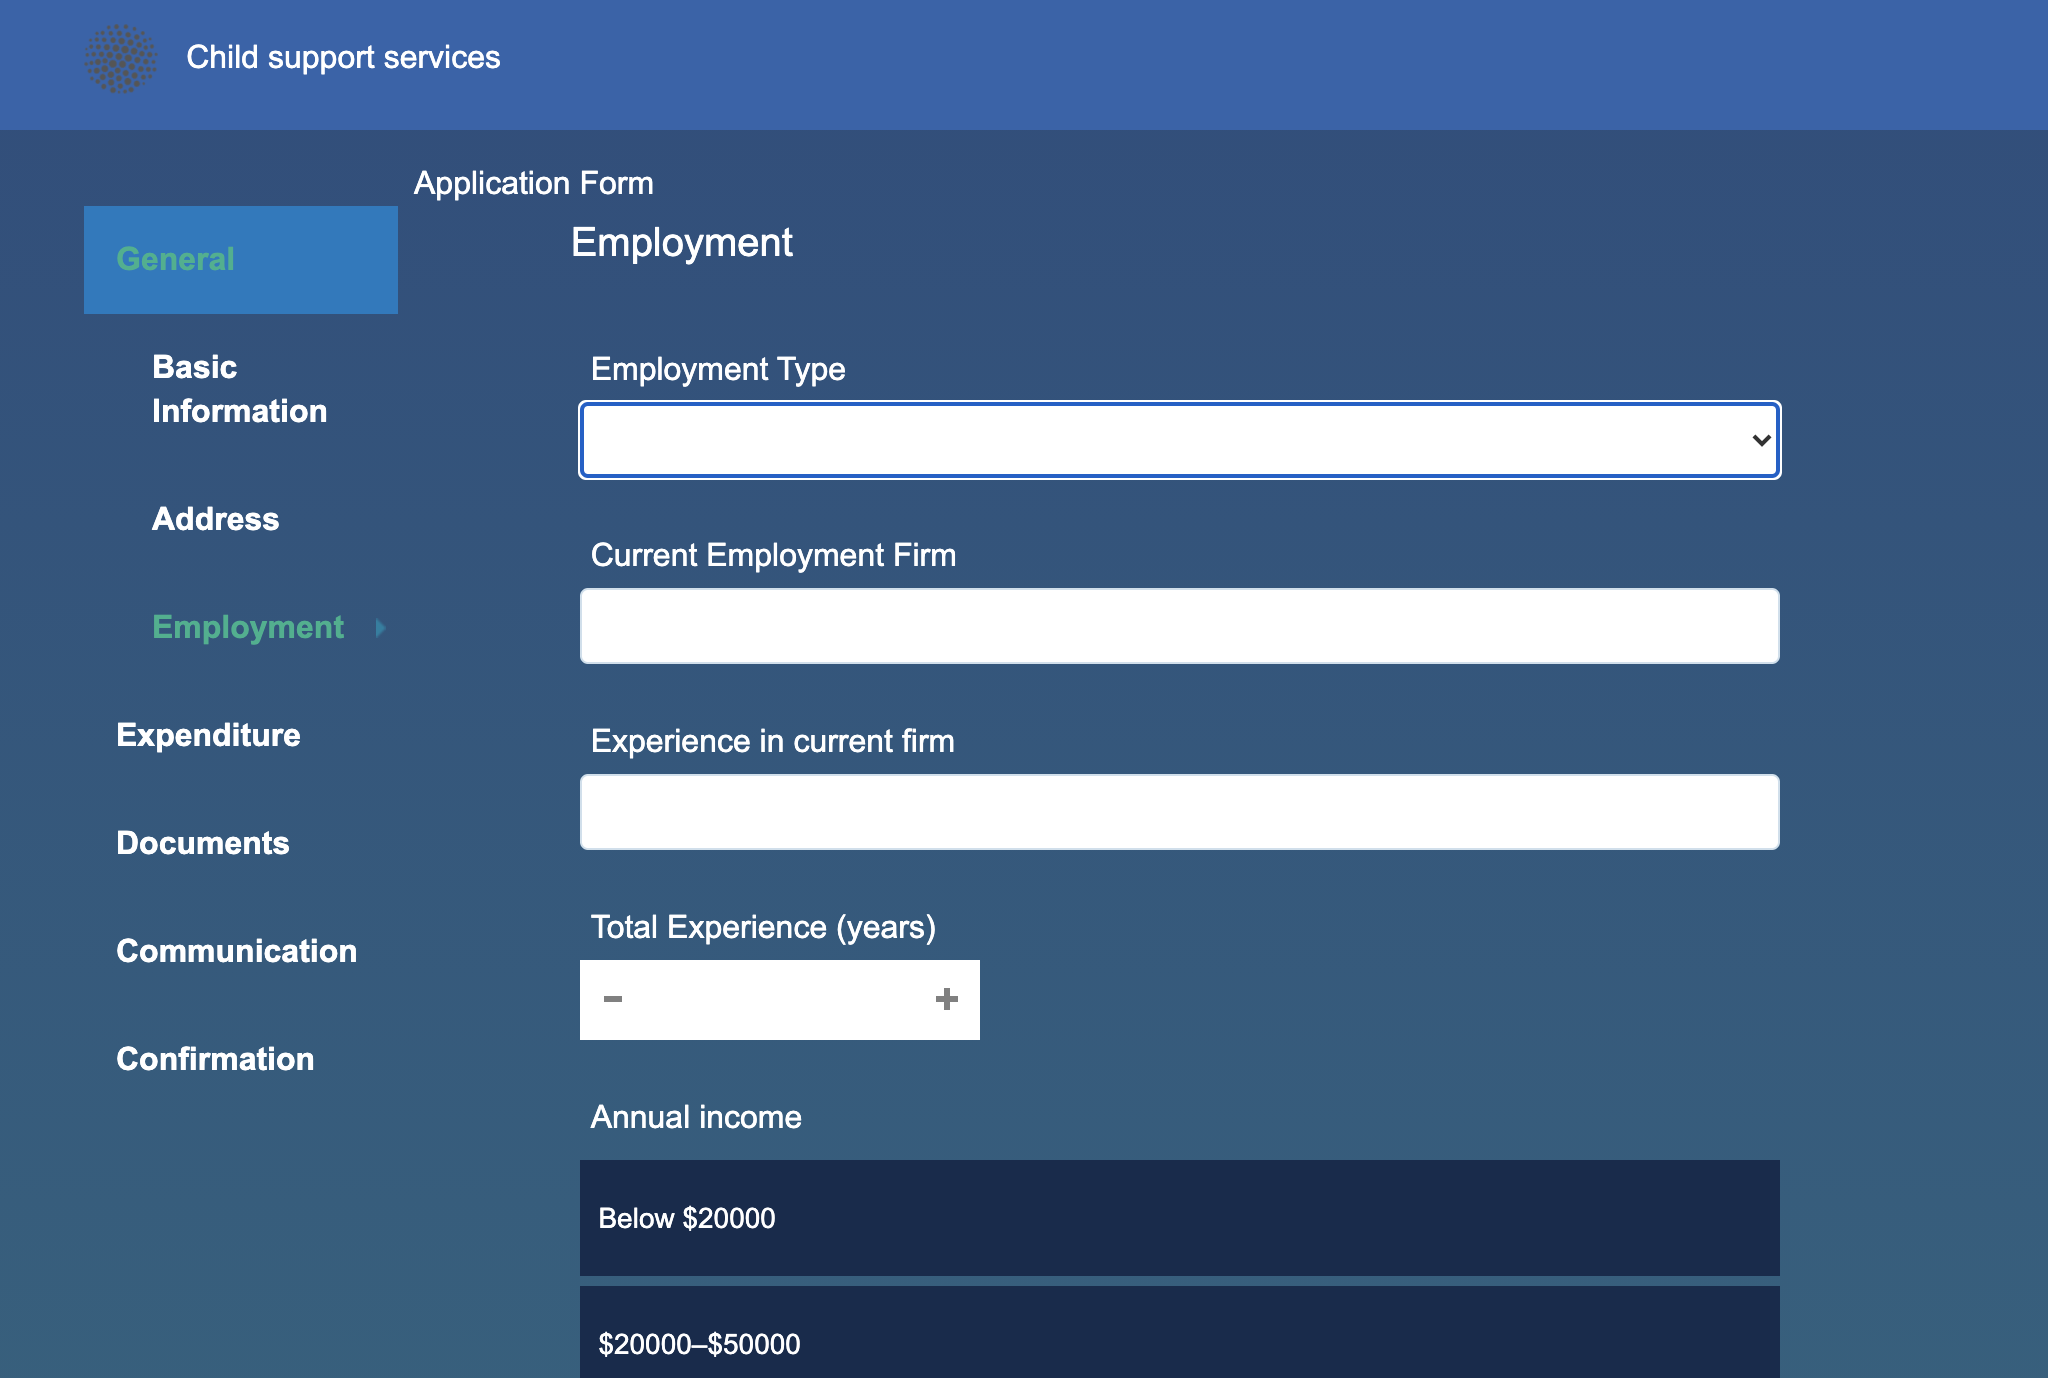 Child support services
Application Form
General
Basic
Information
Address
Employment
Expenditure
Documents
Communication
Confirmation
Employment
Employment Type
Current Employment Firm
Experience in current firm
Total Experience (years)
Annual income
Below $20000
$20000–$50000